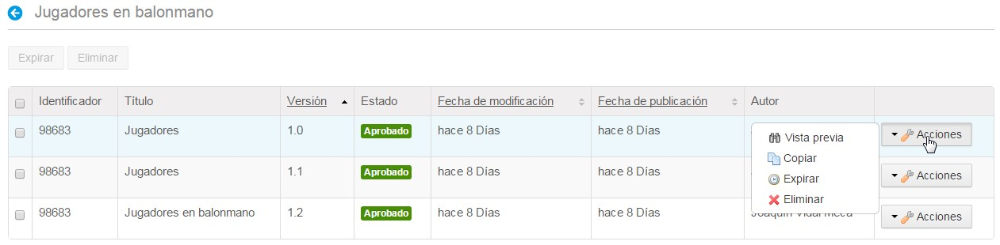 Jugadores en balonmano
Expirar Eliminar
Identificador Título Versión Estado Fecha de modificación Fecha de publicación Autor
98683 Jugadores 1.0 Aprobado hace 8 Días hace 8 Días Acciones
Vista previa
Copiar
Expirar
Eliminar
98683 Jugadores 1.1 Aprobado hace 8 Días hace 8 Días Acciones
98683 Jugadores en balonmano 1.2 Aprobado hace 8 Días hace 8 Días Joaquín Vidal Meca Acciones